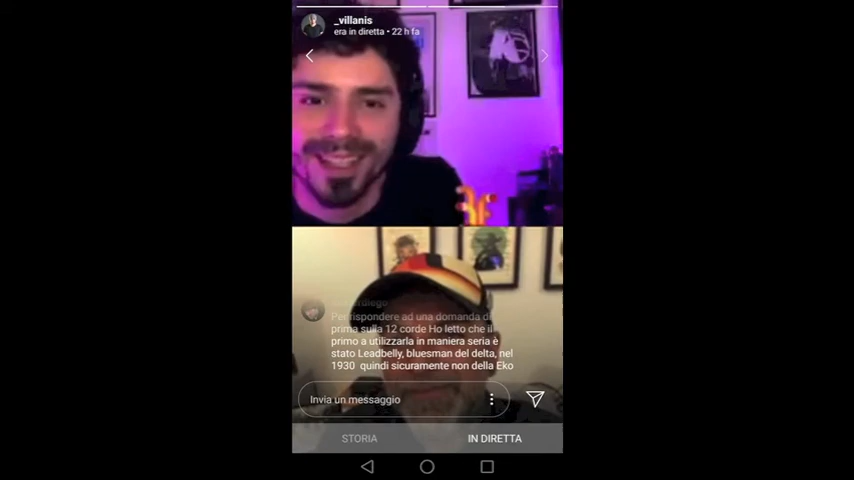 _villanis
era in diretta • 22 h fa
Per rispondere ad una domanda di
prima sulla 12 corde Ho letto che il
primo a utilizzarla in maniera seria è
stato Leadbelly, bluesman del delta, nel
1930 quindi sicuramente non della Eko
Invia un messaggio
STORIA
IN DIRETTA